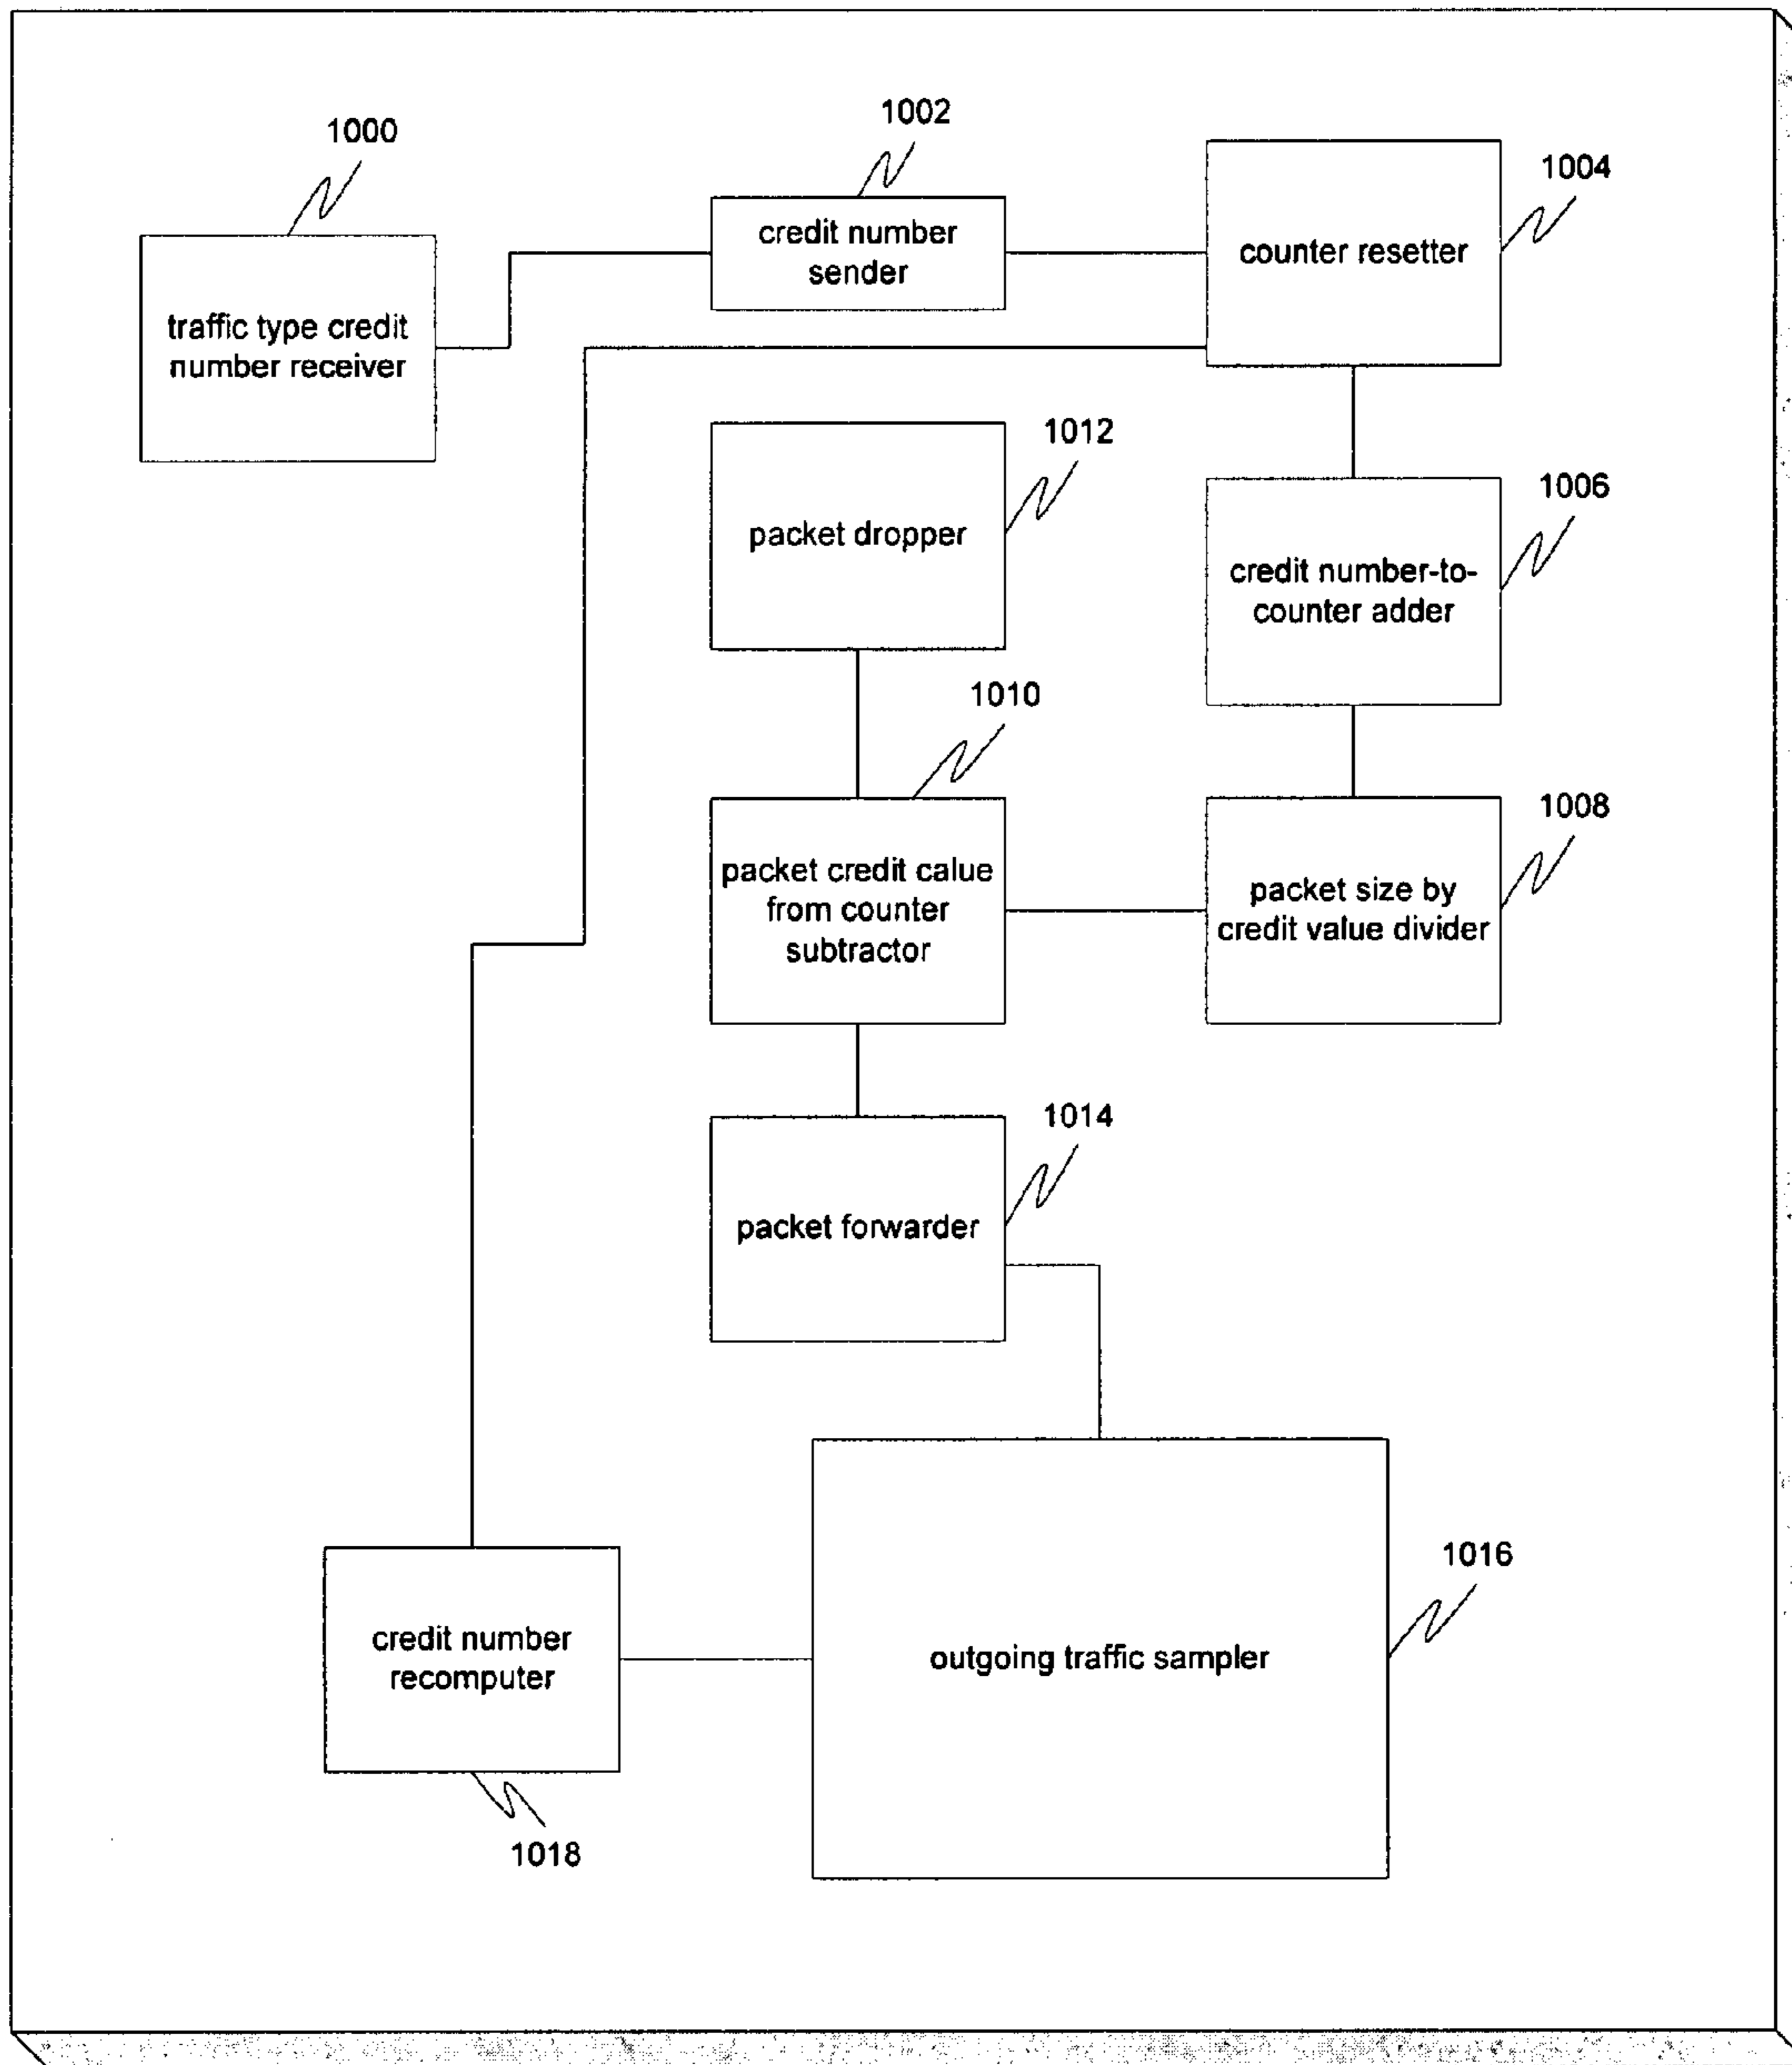 1000
1002
1004
credit number
sender
counter resetter
traffic type credit
number receiver
1012
1006
packet dropper
credit number-to-
counter adder
1010
1008
packet credit calue
from counter
subtractor
packet size by
credit value divider
1014
packet forwarder
1016
credit number
recomputer
outgoing traffic sampler
1018